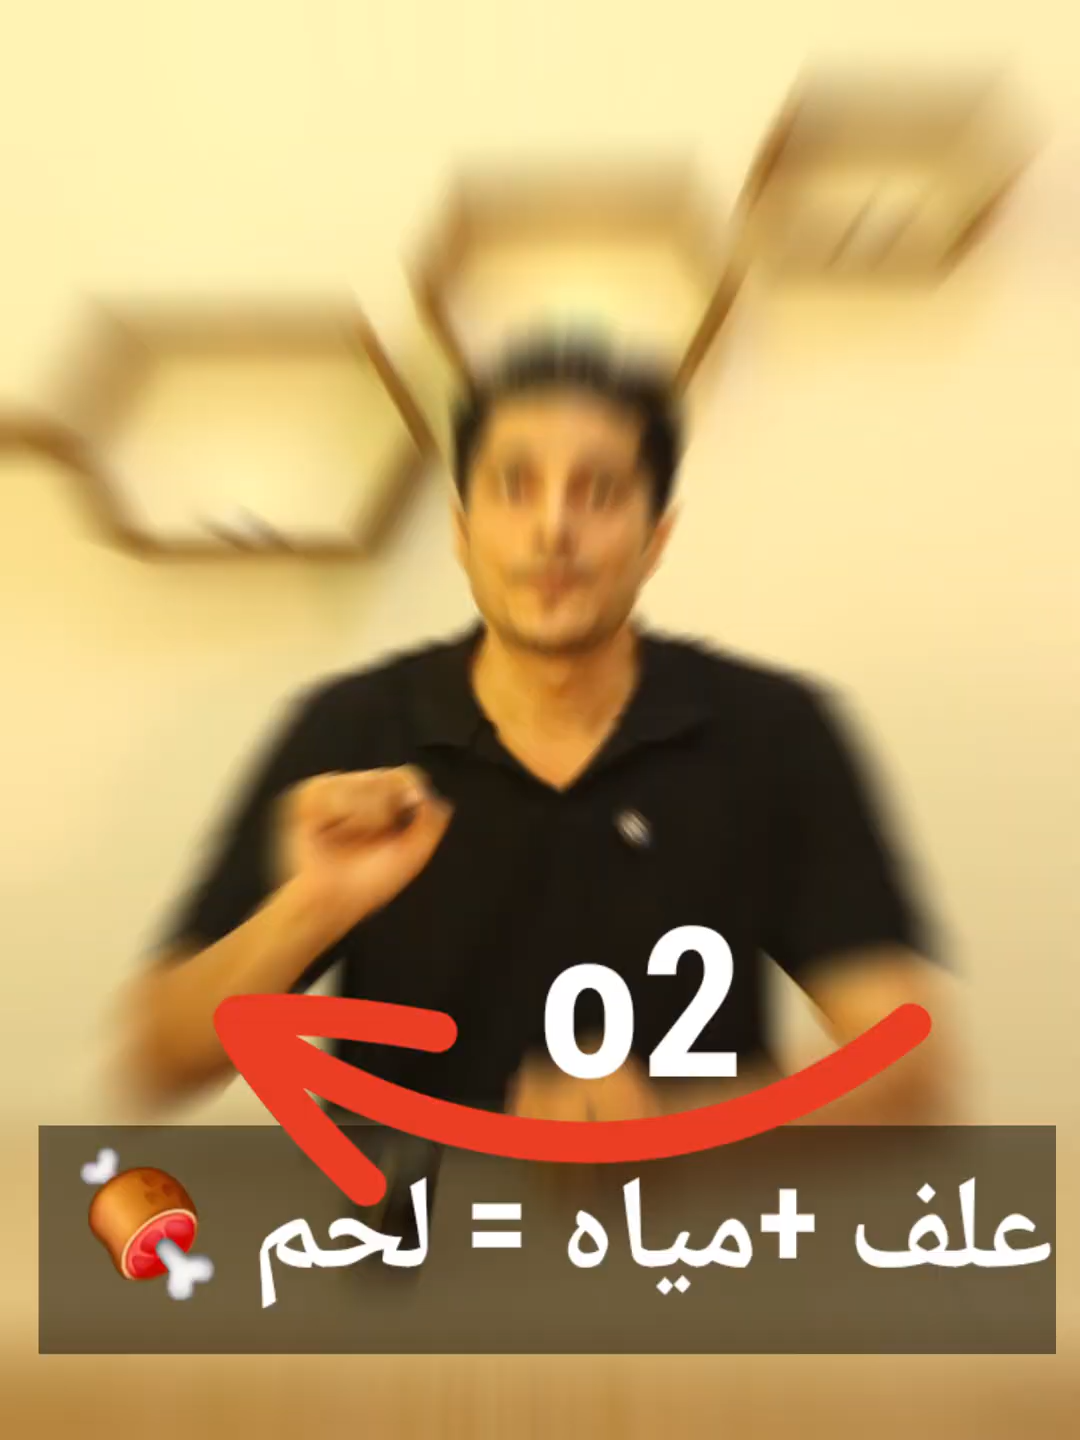 o2
علف +مياه = لحم